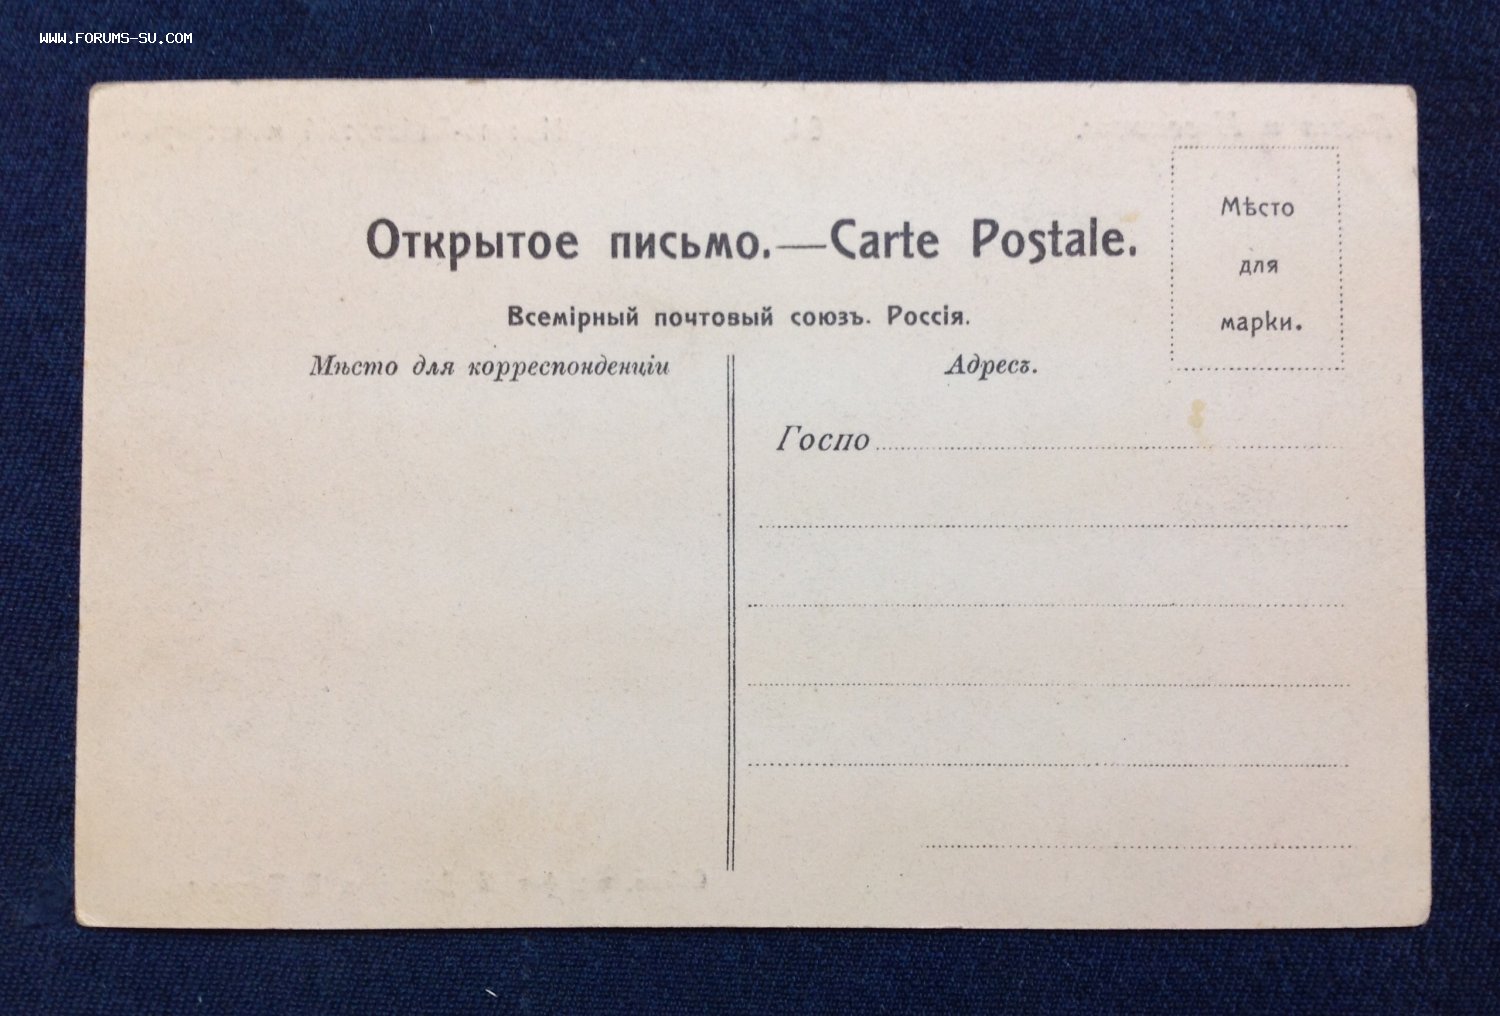 WWW.FORUMS-SU.COM
Открытое письмо.—Carte Postale.
Мѣсто
для
марки.
Всемірный почтовый союзъ. Россія.
Мѣсто для корреспонденціи
Адресъ.
Госпо